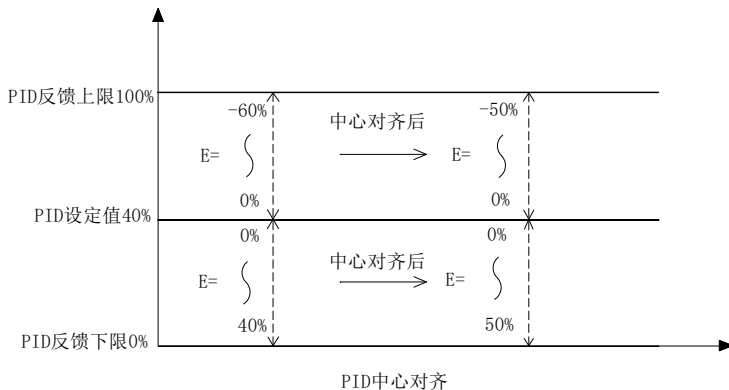 PID反馈上限100%
-60%
-50%
中心对齐后
E=
E=
0%
0%
PID设定值40%
0%
0%
中心对齐后
E=
E=
40%
50%
PID反馈下限0%
PID中心对齐